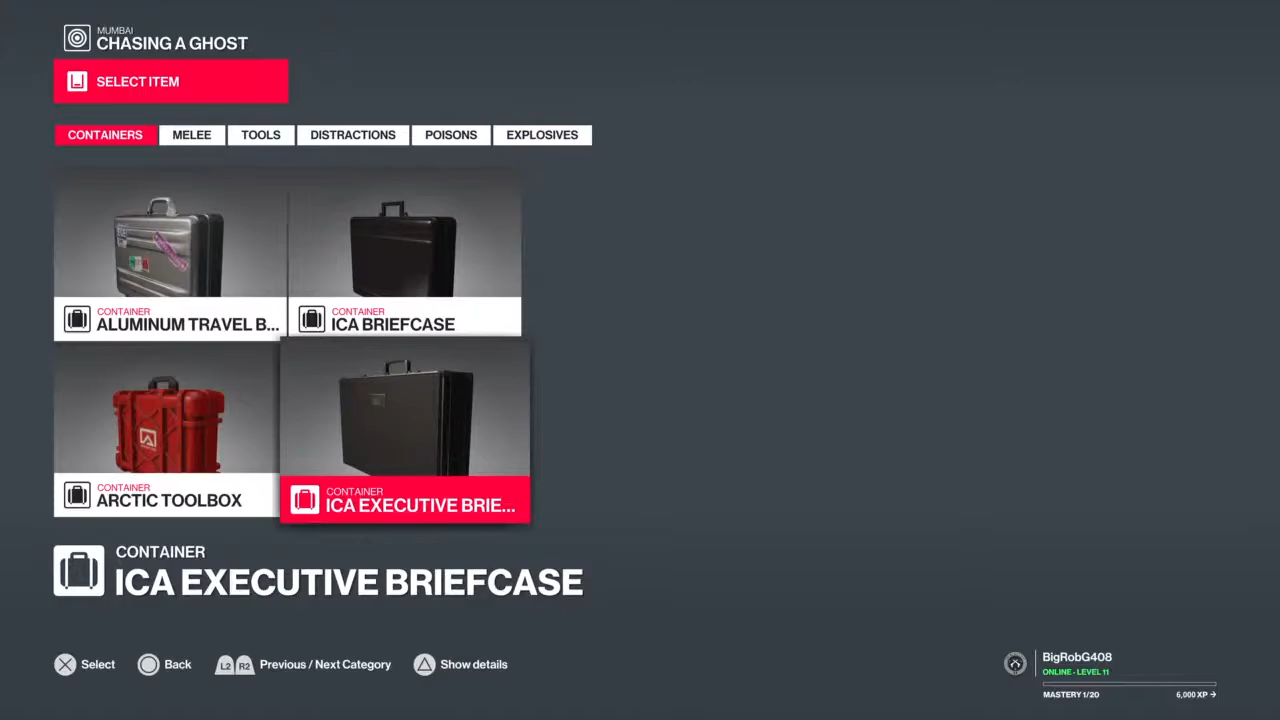 MUMBAI
CHASING A GHOST
SELECT ITEM
CONTAINERS MELEE TOOLS DISTRACTIONS POISONS EXPLOSIVES
CONTAINER
ALUMINUM TRAVEL B...
CONTAINER
ICA BRIEFCASE
CONTAINER
ARCTIC TOOLBOX
CONTAINER
ICA EXECUTIVE BRIE...
CONTAINER
ICA EXECUTIVE BRIEFCASE
Select Back L2 R2 Previous / Next Category Show details
BigRobG408
ONLINE - LEVEL 11
MASTERY 1/20 6,000 XP →